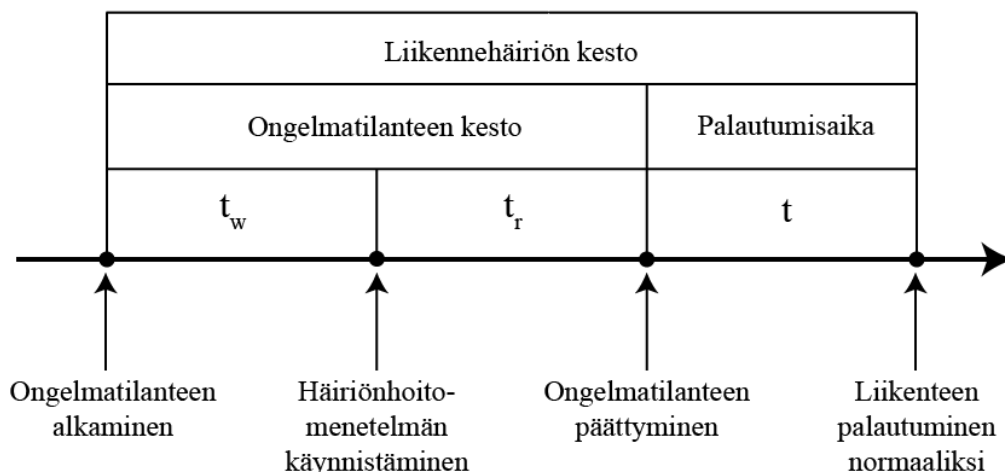 Liikennehäiriön kesto
Ongelmatilanteen kesto
Palautumisaika
t_w
t_r
t
Ongelmatilanteen
alkaminen
Häiriönhoito-
menetelmän
käynnistäminen
Ongelmatilanteen
päättyminen
Liikenteen
palautuminen
normaaliksi